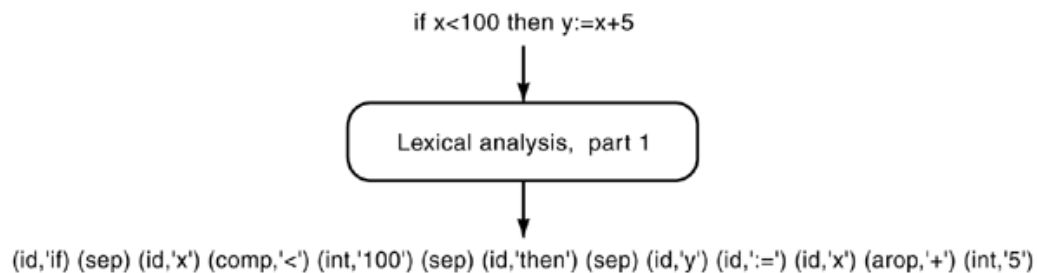 if x<100 then y:=x+5
Lexical analysis, part 1
(id,'if) (sep) (id,'x') (comp,'<') (int,'100') (sep) (id,'then') (sep) (id,'y') (id,':=') (id,'x') (arop,'+') (int,'5')